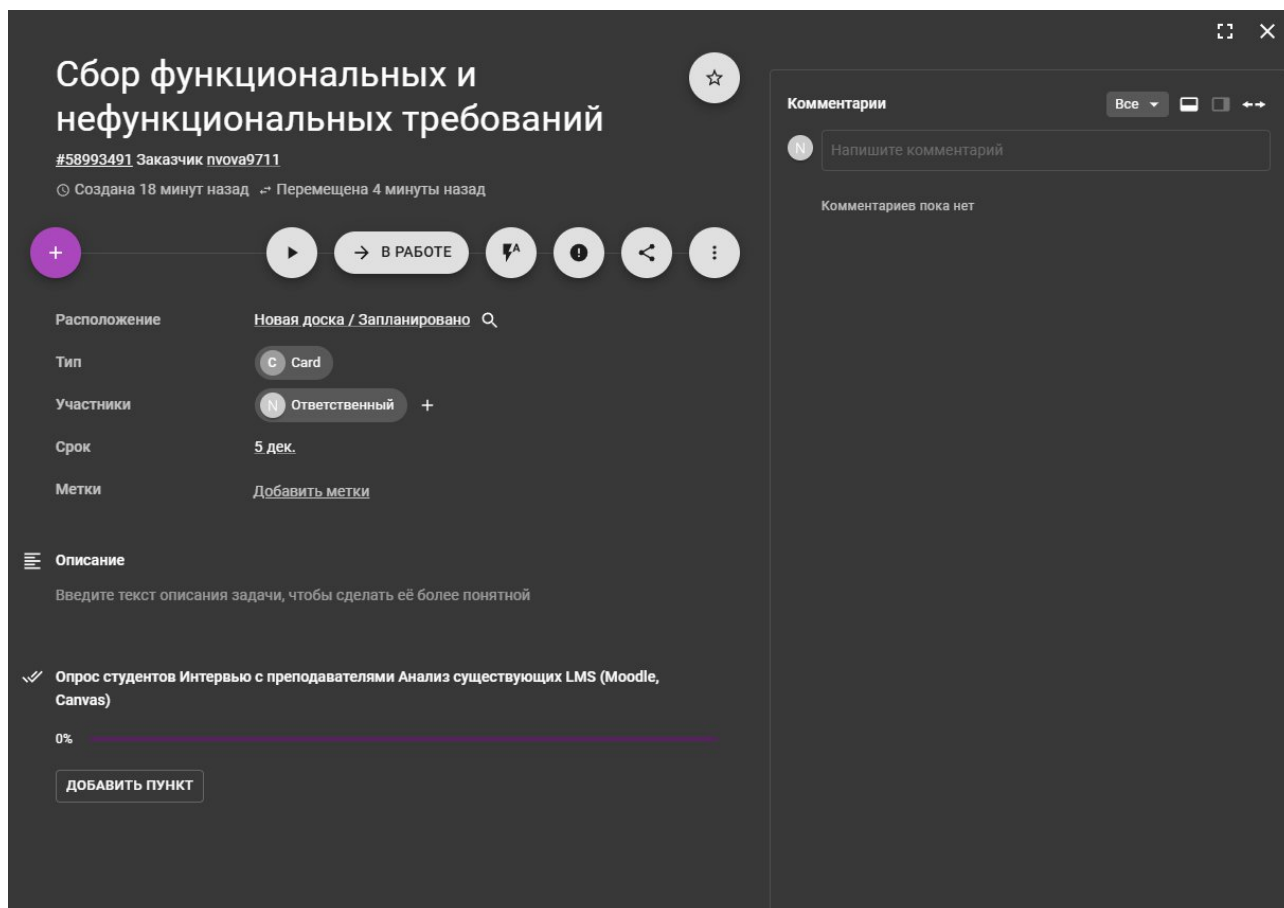 Сбор функциональных и
нефункциональных требований
#58993491 Заказчик nvova9711
Создана 18 минут назад Перемещена 4 минуты назад
В РАБОТЕ
A
Расположение Новая доска / Запланировано
Тип C Card
Участники N Ответственный +
Срок 5 дек.
Метки Добавить метки
Описание
Введите текст описания задачи, чтобы сделать её более понятной
Опрос студентов Интервью с преподавателями Анализ существующих LMS (Moodle,
Canvas)
0%
ДОБАВИТЬ ПУНКТ
Комментарии Все
N Напишите комментарий
Комментариев пока нет